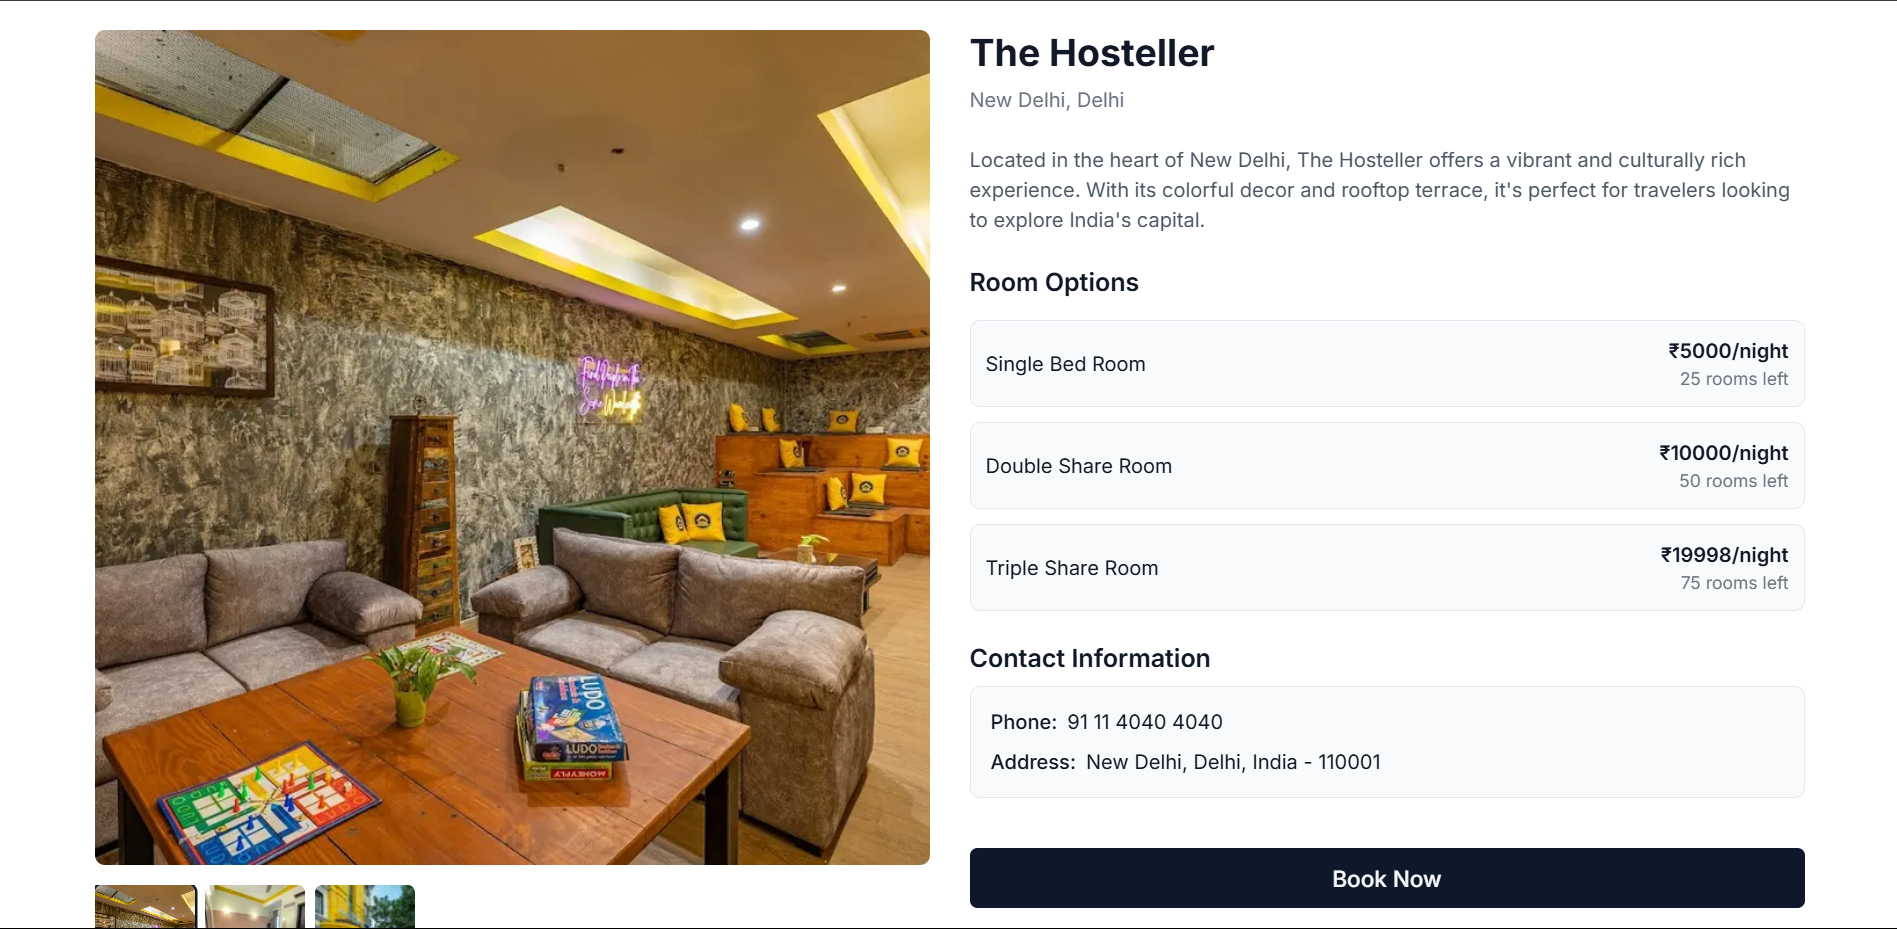 The Hosteller
New Delhi, Delhi
Located in the heart of New Delhi, The Hosteller offers a vibrant and culturally rich
experience. With its colorful decor and rooftop terrace, it's perfect for travelers looking
to explore India's capital.
Room Options
Single Bed Room
₹5000/night
25 rooms left
Double Share Room
₹10000/night
50 rooms left
Triple Share Room
₹19998/night
75 rooms left
Contact Information
Phone: 91 11 4040 4040
Address: New Delhi, Delhi, India - 110001
Book Now
LUDO
LUDO
MONEYPLY